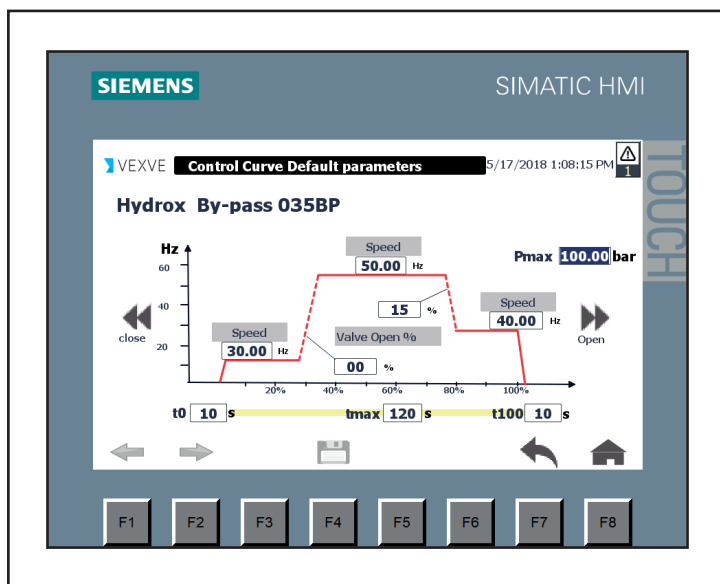 SIEMENS
SIMATIC HMI
TOUCH
VEXVE
Control Curve Default parameters
5/17/2018 1:08:15 PM
1
Hydrox By-pass 035BP
Hz
60
40
20
Speed
50.00 Hz
Pmax 100.00 bar
15 %
Speed
40.00 Hz
close
Speed
30.00 Hz
Valve Open %
00 %
Open
20% 40% 60% 80% 100%
t0 10 s tmax 120 s t100 10 s
F1 F2 F3 F4 F5 F6 F7 F8